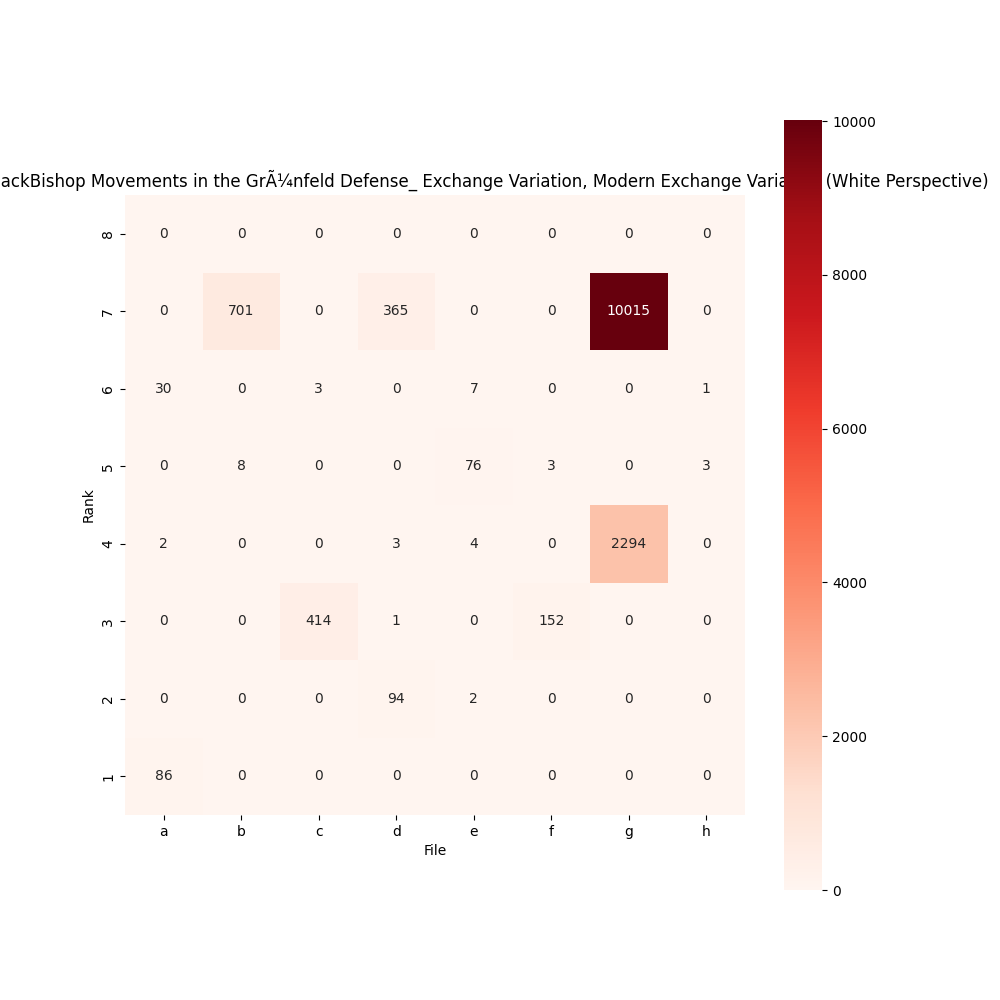 ackBishop Movements in the GrÃ¼nfeld Defense_ Exchange Variation, Modern Exchange Varia (White Perspective)
10000
8000
6000
4000
2000
0
Rank
8 0 0 0 0 0 0 0 0
7 0 701 0 365 0 0 10015 0
6 30 0 3 0 7 0 0 1
5 0 8 0 0 76 3 0 3
4 2 0 0 3 4 0 2294 0
3 0 0 414 1 0 152 0 0
2 0 0 0 94 2 0 0 0
1 86 0 0 0 0 0 0 0
a b c d e f g h
File